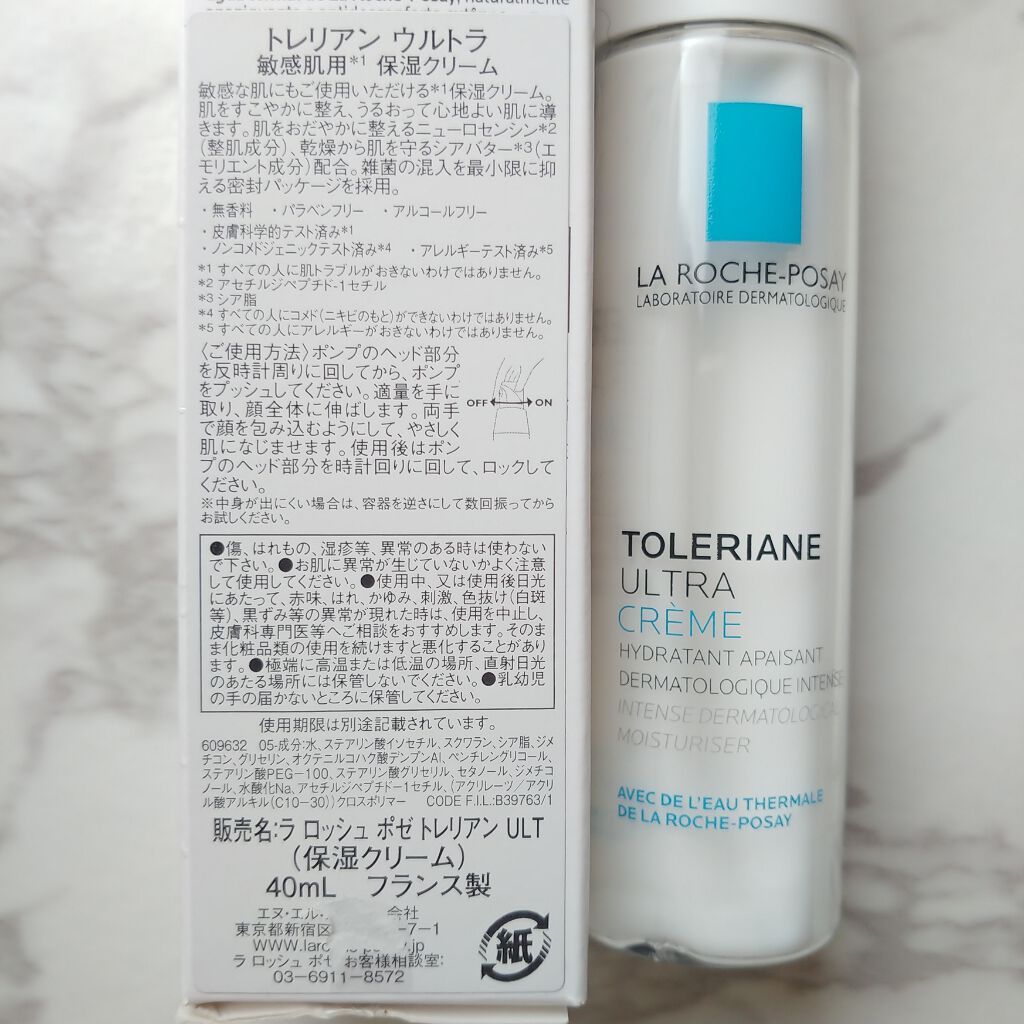 トレリアン ウルトラ
敏感肌用*1 保湿クリーム
敏感な肌にもご使用いただける*1保湿クリーム。
肌をすこやかに整え、うるおって心地よい肌に導
きます。肌をおだやかに整えるニューロセンシン*2
(整肌成分)、乾燥から肌を守るシアバター*3(エ
モリエント成分)配合。雑菌の混入を最小限に抑
える密封パッケージを採用。
・無香料 ・パラベンフリー ・アルコールフリー
・皮膚科学的テスト済み*1
・ノンコメドジェニックテスト済み*4 ・アレルギーテスト済み*5
*1 すべての人に肌トラブルがおきないわけではありません。
*2 アセチルジペプチド-1セチル
*3 シア脂
*4 すべての人にコメド(ニキビのもと)ができないわけではありません。
*5 すべての人にアレルギーがおきないわけではありません。
〈ご使用方法〉ポンプのヘッド部分
を反時計周りに回してから、ポンプ
をプッシュしてください。適量を手に
取り、顔全体に伸ばします。両手
で顔を包み込むようにして、やさしく
肌になじませます。使用後はポン
プのヘッド部分を時計回りに回して、ロックして
ください。
OFF ON
※中身が出にくい場合は、容器を逆さにして数回振ってから
お試しください。
●傷、はれもの、湿疹等、異常のある時は使わない
で下さい。●お肌に異常が生じていないかよく注意
して使用してください。●使用中、又は使用後日光
にあたって、赤味、はれ、かゆみ、刺激、色抜け(白斑
等)、黒ずみ等の異常が現れた時は、使用を中止し、
皮膚科専門医等へご相談をおすすめします。そのま
ま化粧品類の使用を続けますと悪化することがあり
ます。●極端に高温または低温の場所、直射日光
のあたる場所には保管しないでください。●乳幼児
の手の届かないところに保管してください。
使用期限は別途記載されています。
609632 05-成分:水、ステアリン酸イソセチル、スクワラン、シア脂、ジメ
チコン、グリセリン、オクテニルコハク酸デンプンAl、ペンチレングリコール、
ステアリン酸PEG-100、ステアリン酸グリセリル、セタノール、ジメチコ
ノール、水酸化Na、アセチルジペプチド-1セチル、(アクリレーツ/アクリ
ル酸アルキル(C10-30))クロスポリマー CODE F.I.L.:B39763/1
販売名:ラ ロッシュ ポゼ トレリアン ULT
(保湿クリーム)
40mL フランス製
エヌ・エル・ 会社
東京都新宿区 -7-1
WWW.laro .jp
ラ ロッシュ ポゼ お客様相談室:
03-6911-8572
紙
LA ROCHE-POSAY
LABORATOIRE DERMATOLOGIQUE
TOLERIANE
ULTRA
CRÈME
HYDRATANT APAISANT
DERMATOLOGIQUE INTENSE
INTENSE DERMATOLOGICAL
MOISTURISER
AVEC DE L'EAU THERMALE
DE LA ROCHE-POSAY